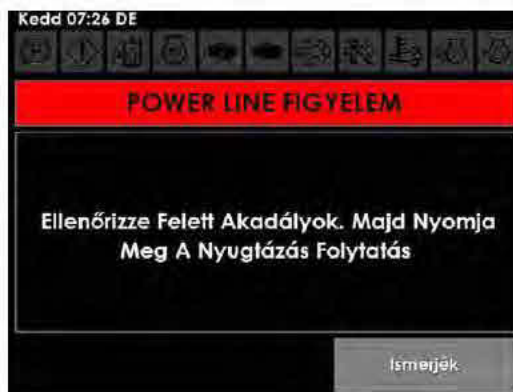 Kedd 07:26 DE
POWER LINE FIGYELEM
Ellenőrizze Felett Akadályok. Majd Nyomja
Meg A Nyugtázás Folytatás
Ismerjék